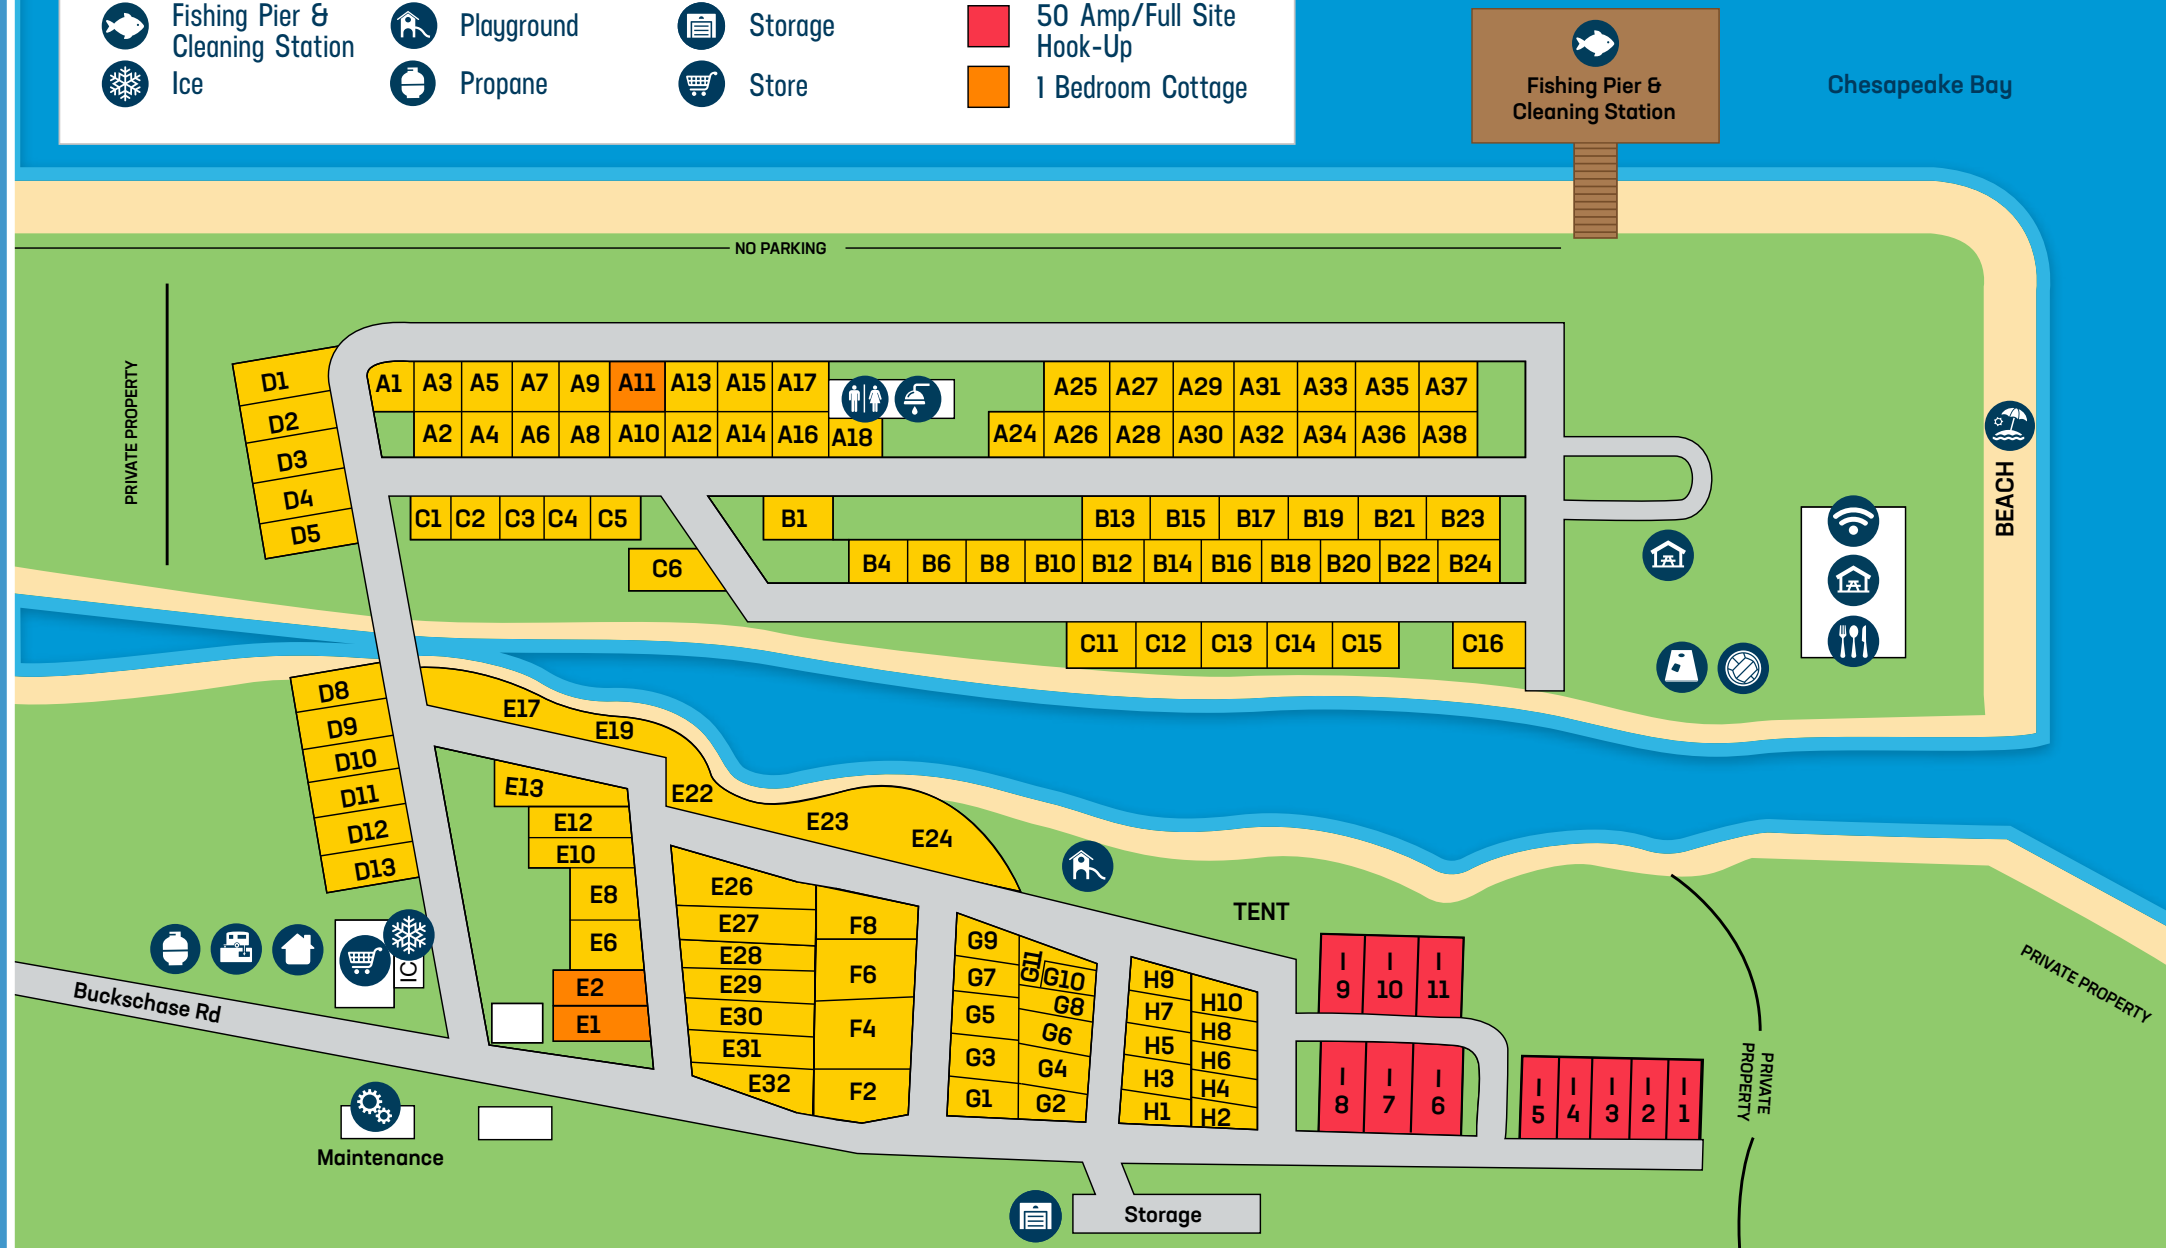 Fishing Pier &
Cleaning Station
Playground
Storage
50 Amp/Full Site
Hook-Up
Ice
Propane
Store
1 Bedroom Cottage
Fishing Pier &
Cleaning Station
Chesapeake Bay
NO PARKING
PRIVATE PROPERTY
BEACH
D1
D2
D3
D4
D5
A1 A3 A5 A7 A9 A11 A13 A15 A17
A25 A27 A29 A31 A33 A35 A37
A2 A4 A6 A8 A10 A12 A14 A16 A18
A24 A26 A28 A30 A32 A34 A36 A38
C1 C2 C3 C4 C5
B1
B13 B15 B17 B19 B21 B23
C6
B4 B6 B8 B10 B12 B14 B16 B18 B20 B22 B24
C11 C12 C13 C14 C15 C16
D8
D9
D10
D11
D12
D13
E17
E19
E22
E23
E24
E13
E12
E10
E8
E6
E2
E1
E26
E27
E28
E29
E30
E31
E32
F8
F6
F4
F2
G9
G7
G5
G3
G1
G11
G10
G8
G6
G4
G2
H9
H7
H5
H3
H1
H10
H8
H6
H4
H2
TENT
I 9
I 10
I 11
I 8
I 7
I 6
I 5
I 4
I 3
I 2
I 1
PRIVATE
PROPERTY
PRIVATE PROPERTY
IC
Buckschase Rd
Maintenance
Storage